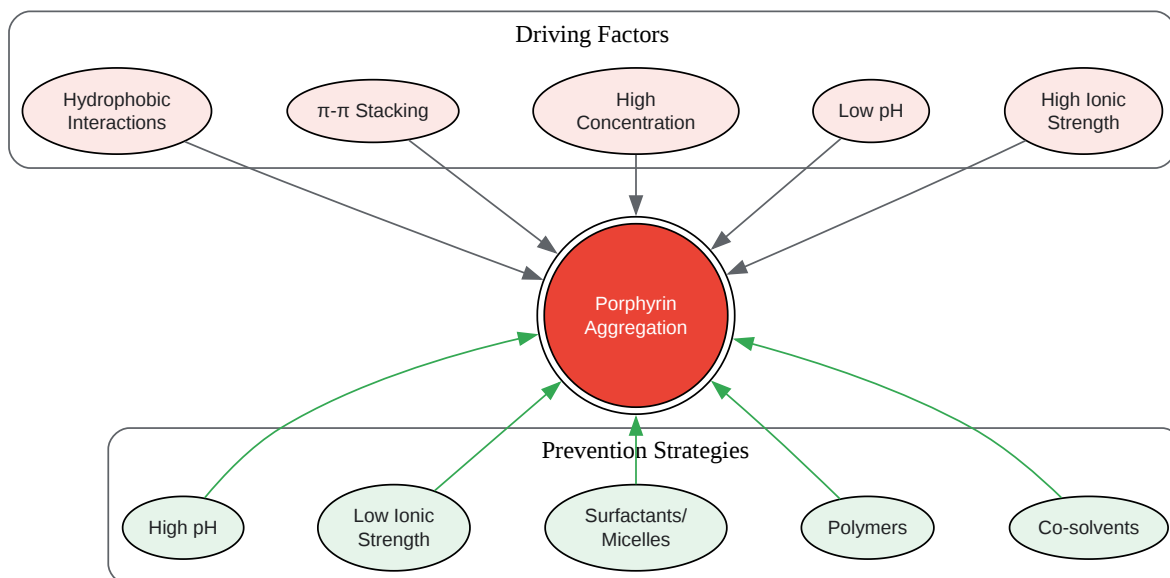 Driving Factors
Hydrophobic
Interactions
π-π Stacking
High
Concentration
Low pH
High Ionic
Strength
Porphyrin
Aggregation
Prevention Strategies
High pH
Low Ionic
Strength
Surfactants/
Micelles
Polymers
Co-solvents